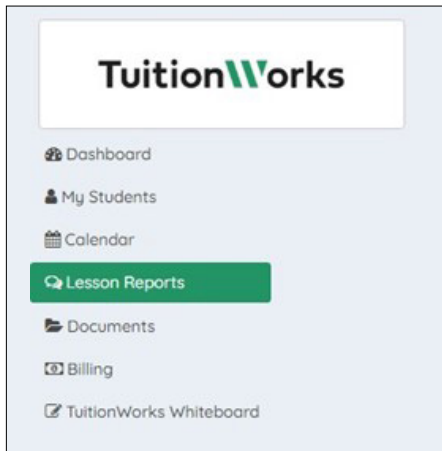 TuitionWorks
Dashboard
My Students
Calendar
Lesson Reports
Documents
Billing
TuitionWorks Whiteboard